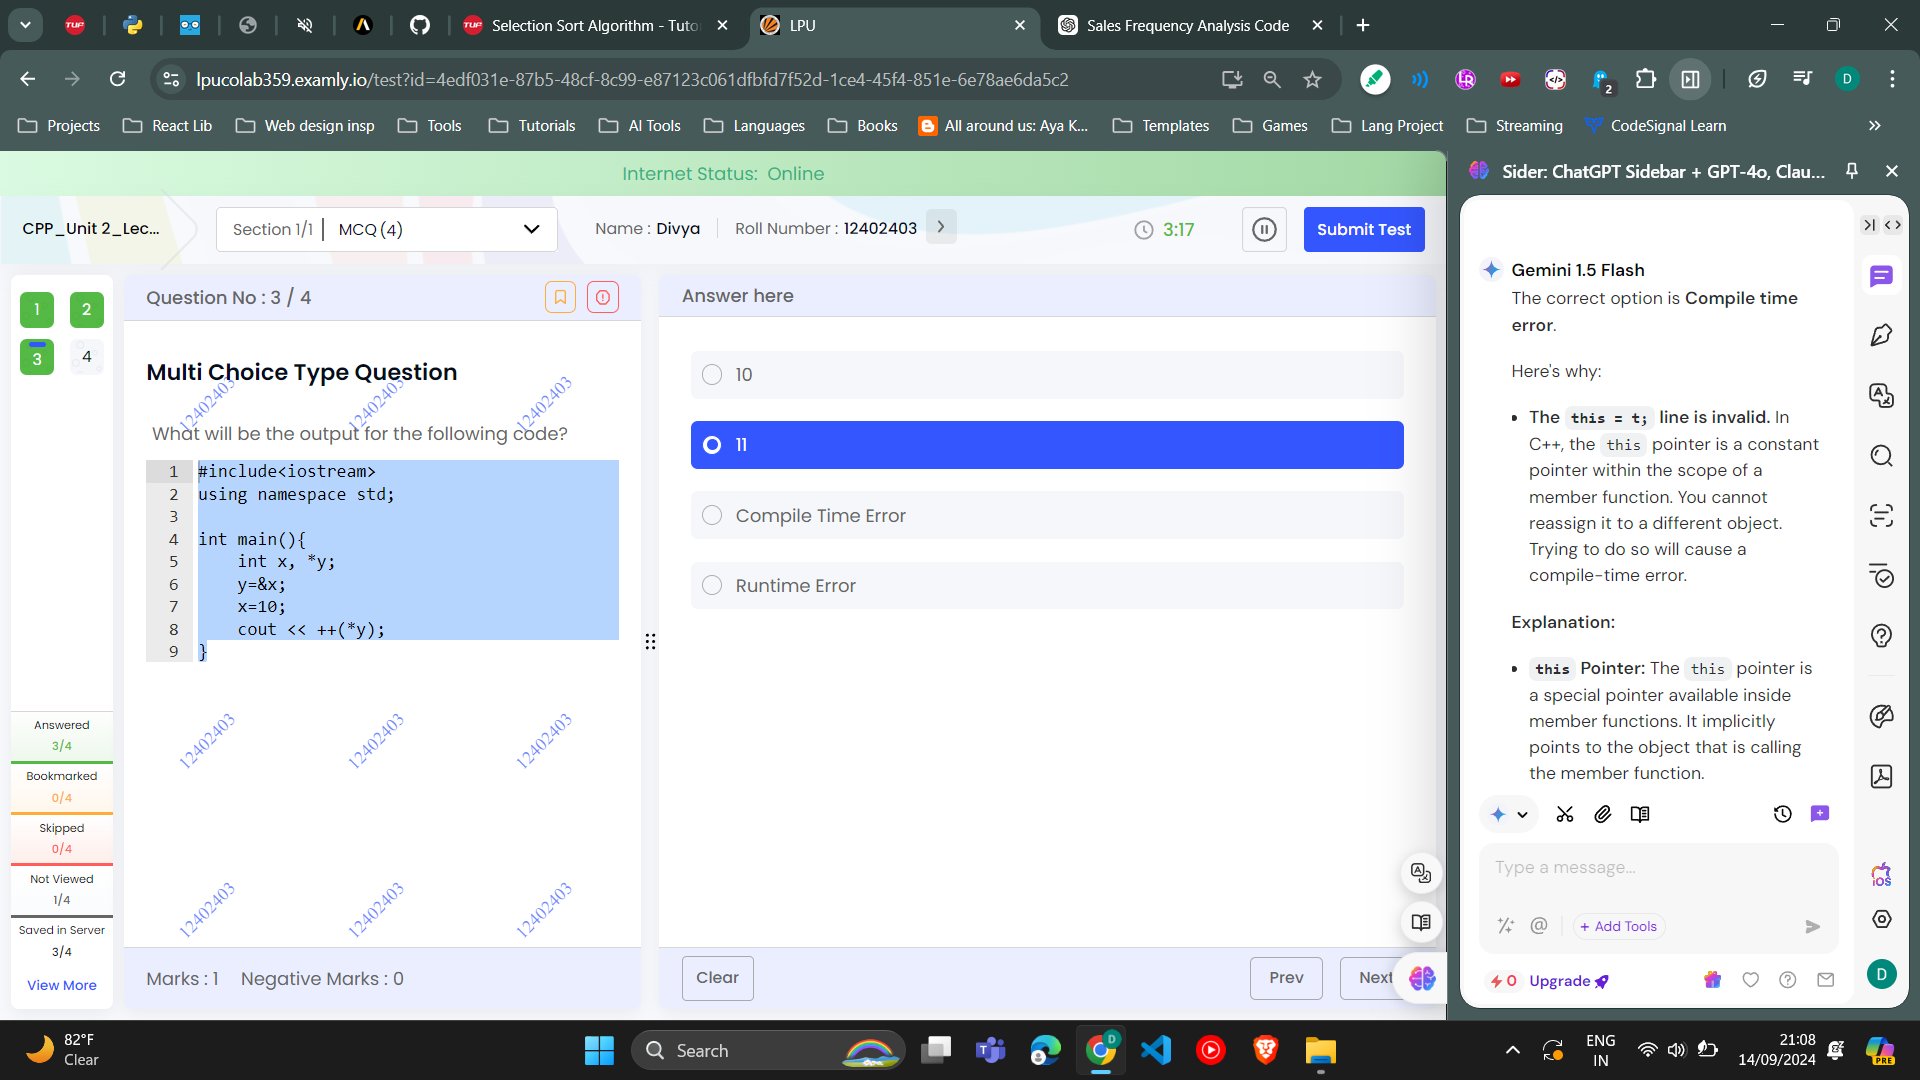 Selection Sort Algorithm - Tuto
LPU
Sales Frequency Analysis Code
lpucolab359.examly.io/test?id=4edf031e-87b5-48cf-8c99-e87123c061dfbfd7f52d-1ce4-45f4-851e-6e78ae6da5c2
2
D
Projects
React Lib
Web design insp
Tools
Tutorials
AI Tools
Languages
Books
All around us: Aya K...
Templates
Games
Lang Project
Streaming
CodeSignal Learn
Internet Status: Online
Sider: ChatGPT Sidebar + GPT-4o, Clau...
CPP_Unit 2_Lec...
Section 1/1 | MCQ (4)
Name : Divya
Roll Number : 12402403
3:17
Submit Test
1
2
3
4
Question No : 3 / 4
Multi Choice Type Question
What will be the output for the following code?
1 #include<iostream>
2 using namespace std;
3
4 int main(){
5 int x, *y;
6 y=&x;
7 x=10;
8 cout << ++(*y);
9 }
12402403 12402403 12402403
12402403 12402403 12402403
12402403 12402403 12402403
Answered
3/4
Bookmarked
0/4
Skipped
0/4
Not Viewed
1/4
Saved in Server
3/4
View More
Marks : 1 Negative Marks : 0
Answer here
10
11
Compile Time Error
Runtime Error
Clear
Prev
Next
Gemini 1.5 Flash
The correct option is Compile time
error.
Here's why:
The this = t; line is invalid. In
C++, the this pointer is a constant
pointer within the scope of a
member function. You cannot
reassign it to a different object.
Trying to do so will cause a
compile-time error.
Explanation:
this Pointer: The this pointer is
a special pointer available inside
member functions. It implicitly
points to the object that is calling
the member function.
Type a message...
+ Add Tools
0 Upgrade
iOS
D
82°F
Clear
Search
D
ENG
IN
21:08
14/09/2024
PRE